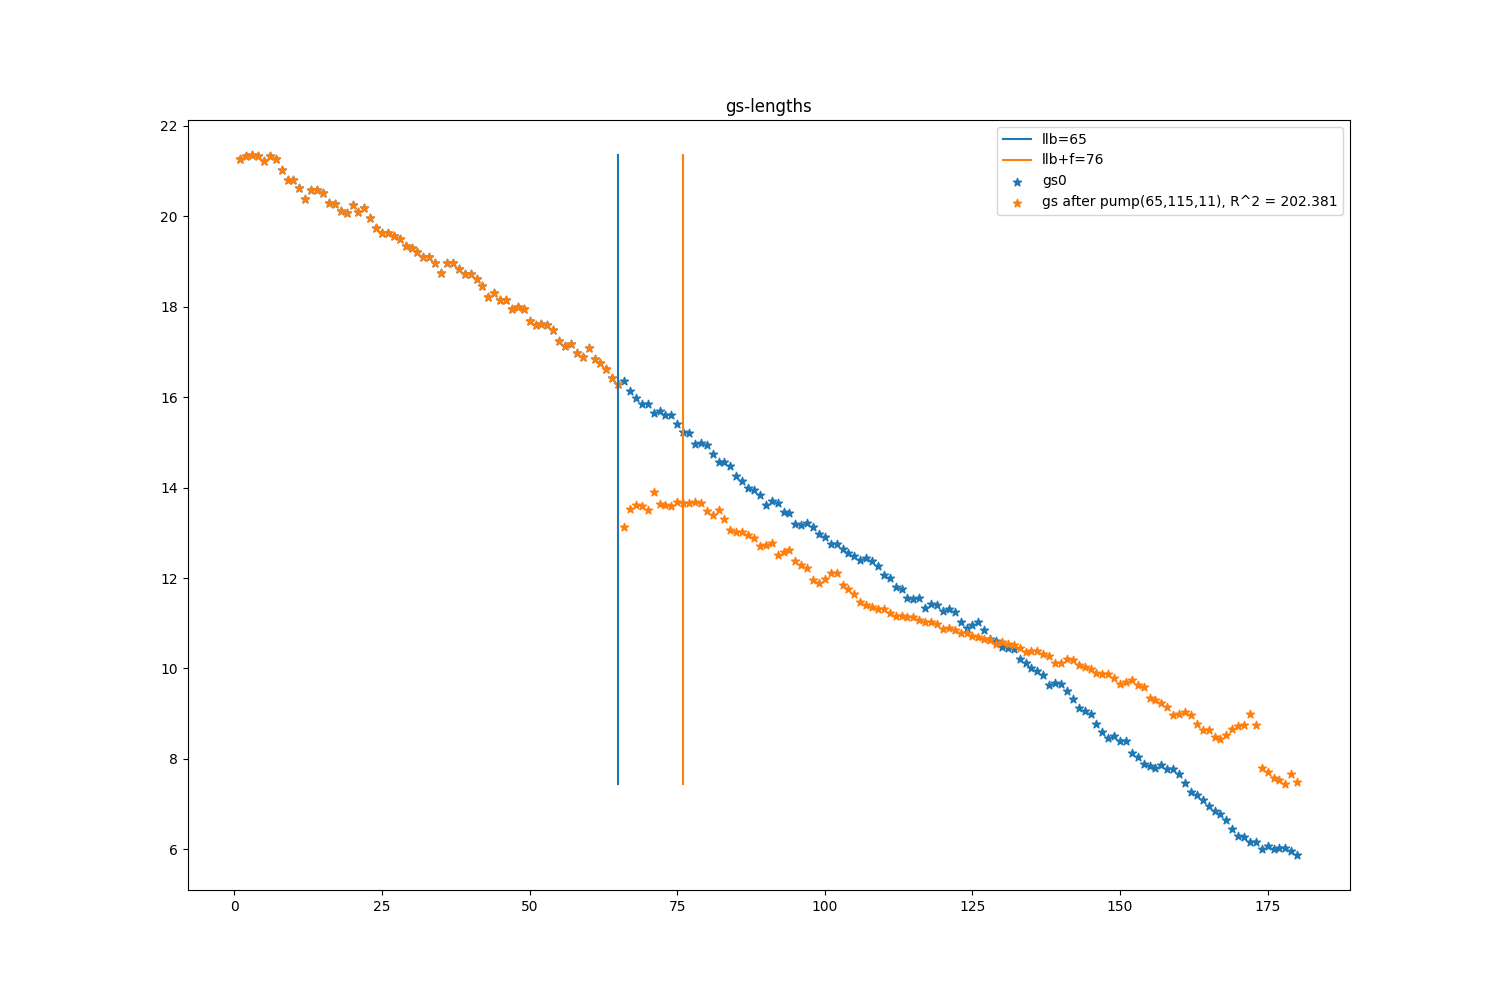 gs-lengths
llb=65
llb+f=76
gs0
gs after pump(65,115,11), R^2 = 202.381
22
20
18
16
14
12
10
8
6
0 25 50 75 100 125 150 175